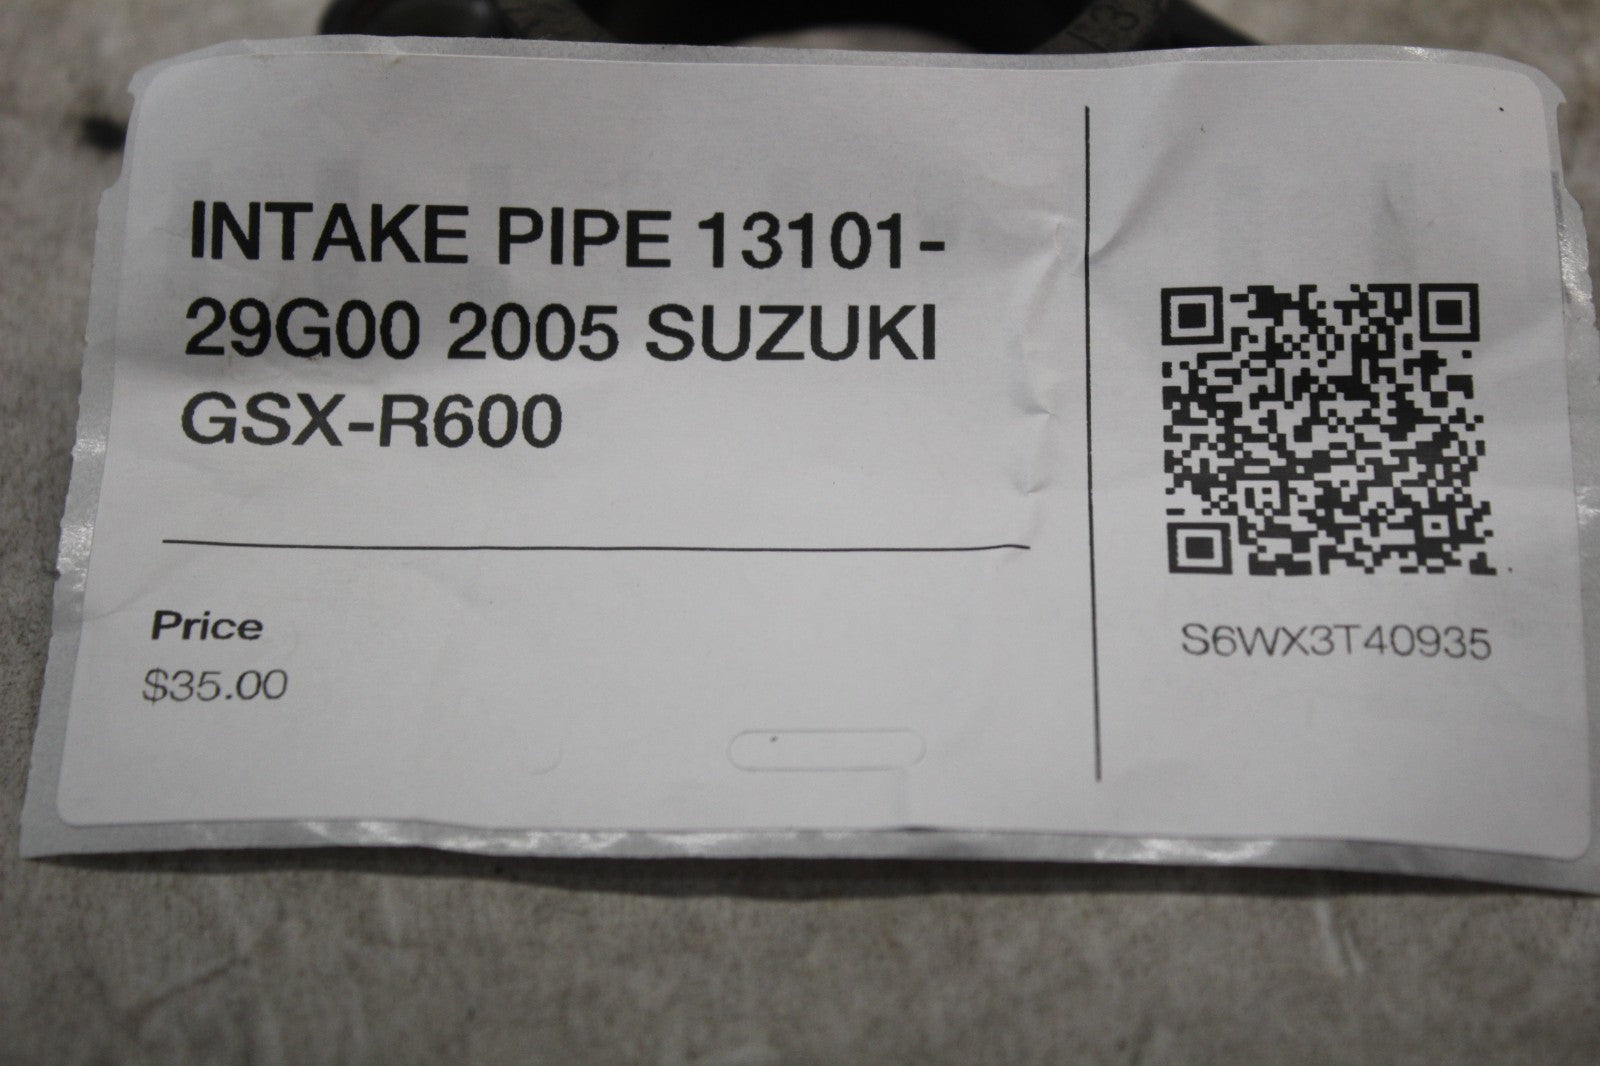 INTAKE PIPE 13101-
29G00 2005 SUZUKI
GSX-R600
Price
$35.00
S6WX3T40935